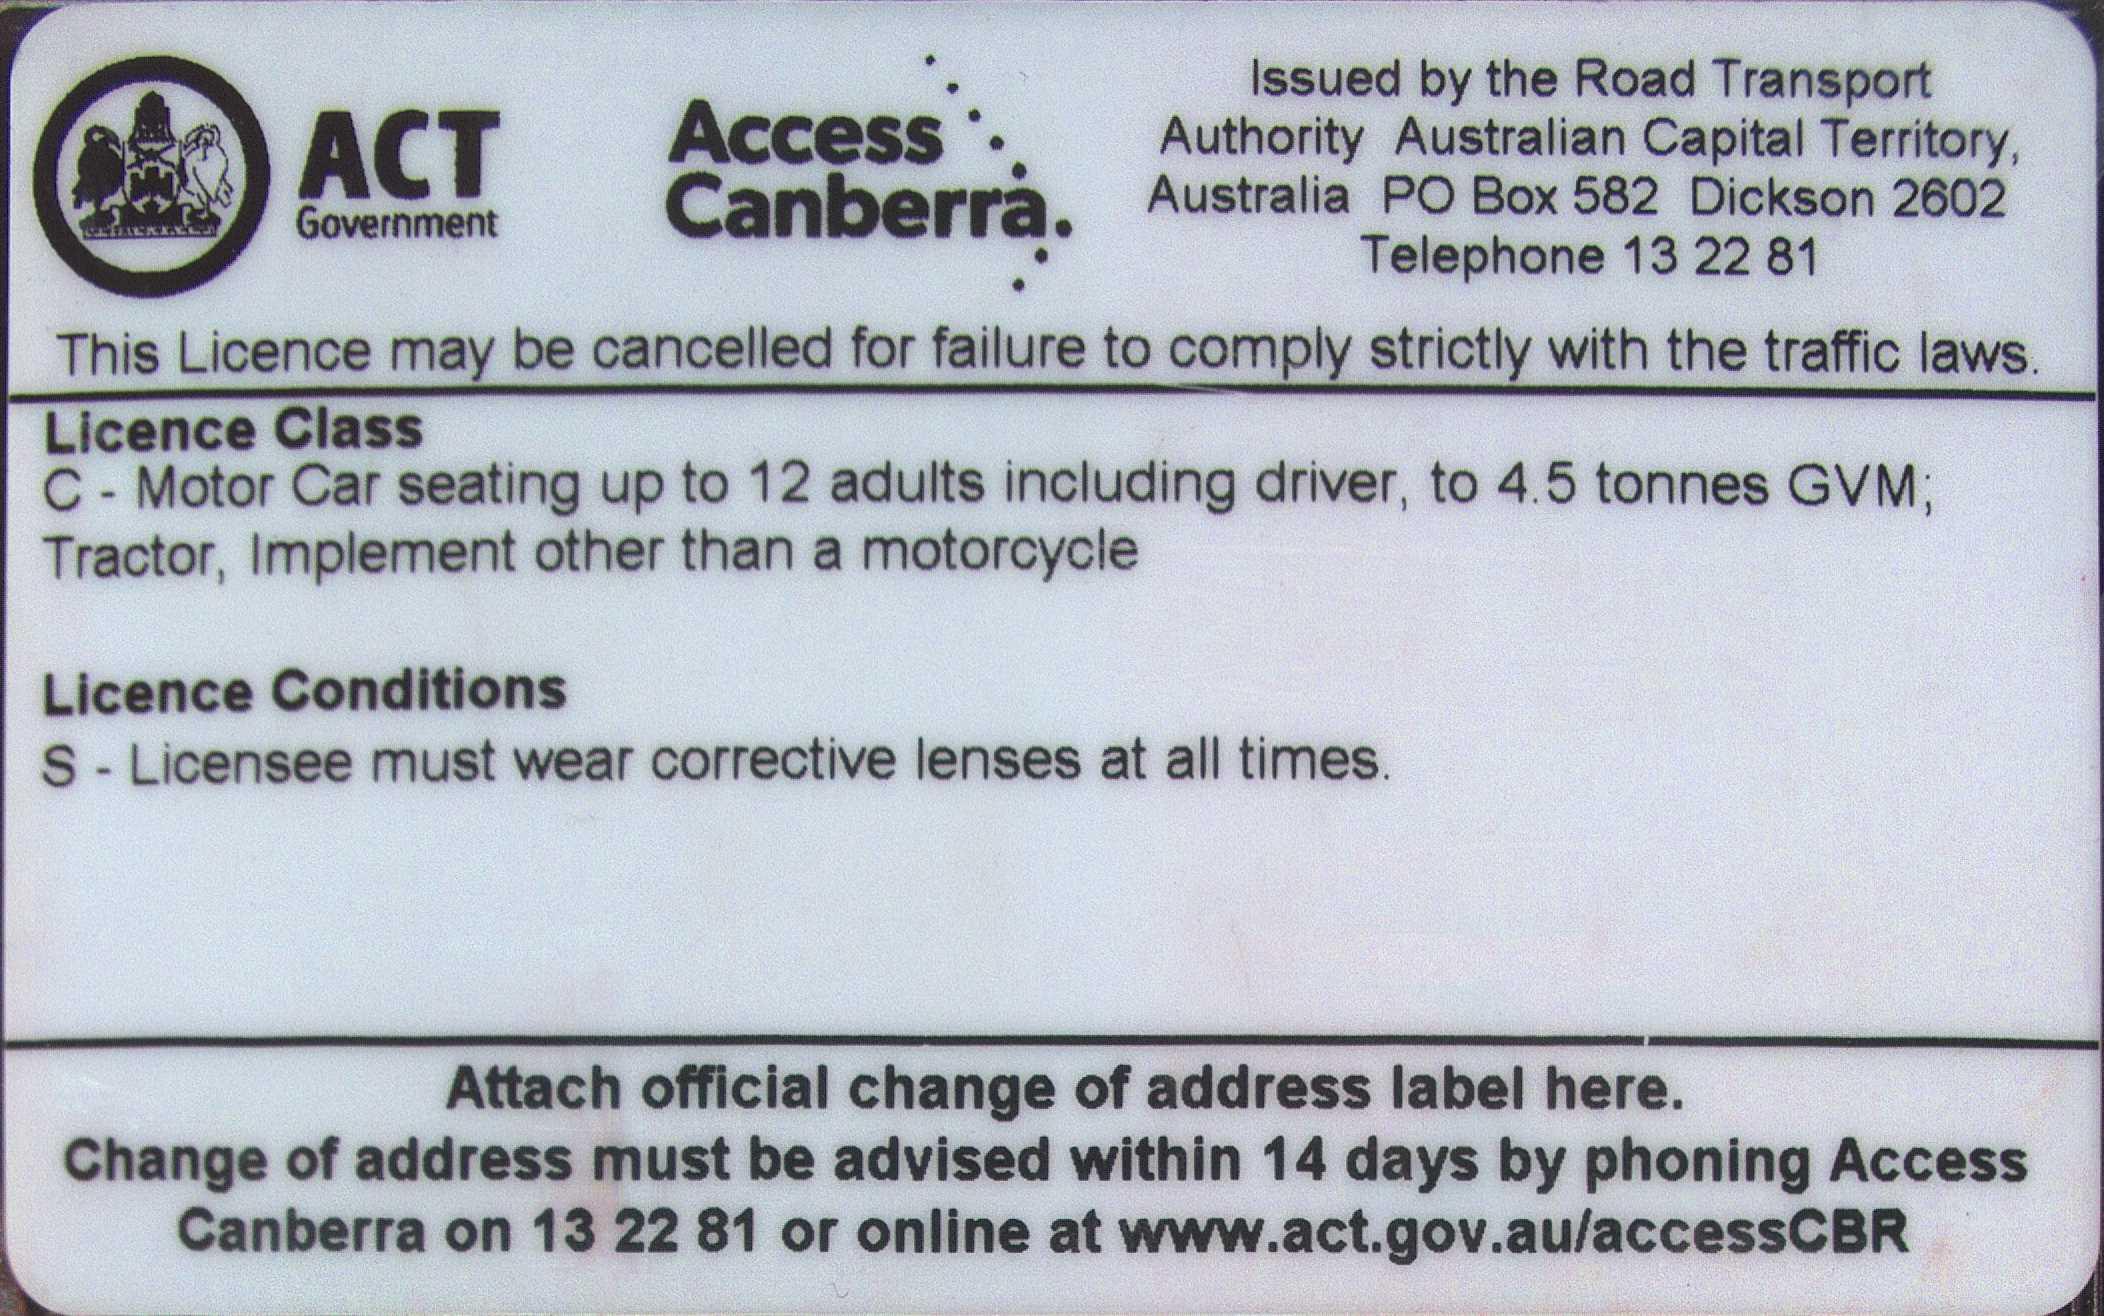 ACT
Government
Access
Canberra.
Issued by the Road Transport
Authority Australian Capital Territory,
Australia PO Box 582 Dickson 2602
Telephone 13 22 81
This Licence may be cancelled for failure to comply strictly with the traffic laws.
Licence Class
C - Motor Car seating up to 12 adults including driver, to 4.5 tonnes GVM;
Tractor, Implement other than a motorcycle
Licence Conditions
S - Licensee must wear corrective lenses at all times.
Attach official change of address label here.
Change of address must be advised within 14 days by phoning Access
Canberra on 13 22 81 or online at www.act.gov.au/accessCBR